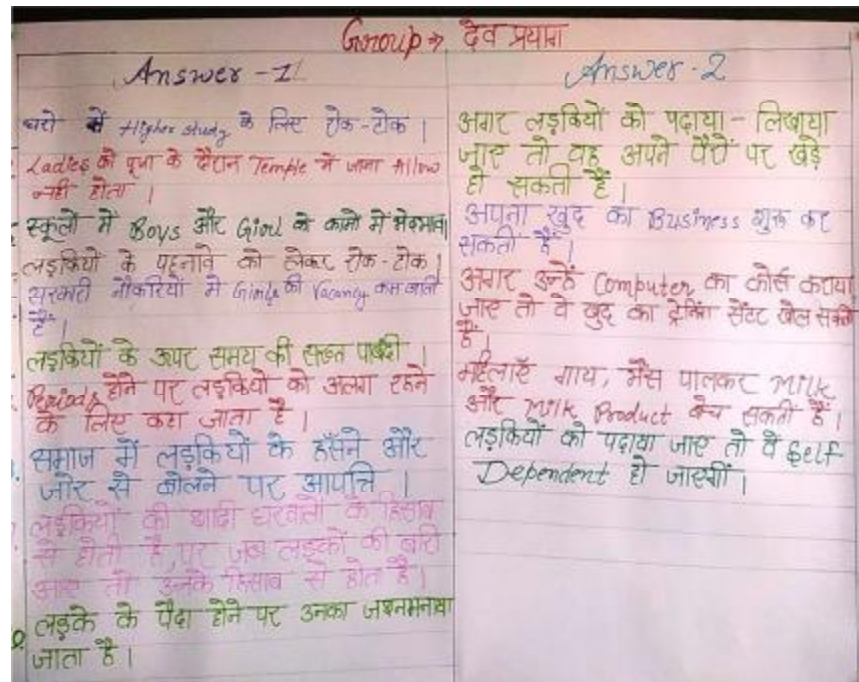 Group → देव प्रयाग
Answer - 1
घरो में Higher study के लिए रोक-टोक |
Ladies को पूजा के दौरान Temple में जाना Allow
नही होता |
स्कूलो में Boys और Girl के कामो में भेदभाव|
लड़कियों के पहनावे को लेकर रोक-टोक |
सरकारी नौकरियों में Girls की Vacancy कम आती
है |
लड़कियों के ऊपर समय की सख्त पाबंदी |
Periods होने पर लड़कियों को अलग रहने
के लिए कहा जाता है |
समाज में लड़कियों के हँसने और
जोर से बोलने पर आपत्ति |
लड़कियों की शादी घरवालो के हिसाब
से होती है, पर जब लड़को की बारी
आए तो उनके हिसाब से होता है |
लड़के के पैदा होने पर उनका जश्न मनाया
जाता है |
Answer - 2
अगर लड़कियों को पढ़ाया - लिखाया
जाए तो वह अपने पैरों पर खड़े
हो सकती हैं |
अपना खुद का Business शुरू कर
सकती हैं |
अगर उन्हें Computer का कोर्स कराया
जाए तो वे खुद का ट्रेनिंग सेंटर खोल सकती
हैं |
महिलाएँ गाय, भैंस पालकर Milk
और Milk Product बेच सकती हैं |
लड़कियों को पढ़ाया जाए तो वे Self
Dependent हो जाएगीं |